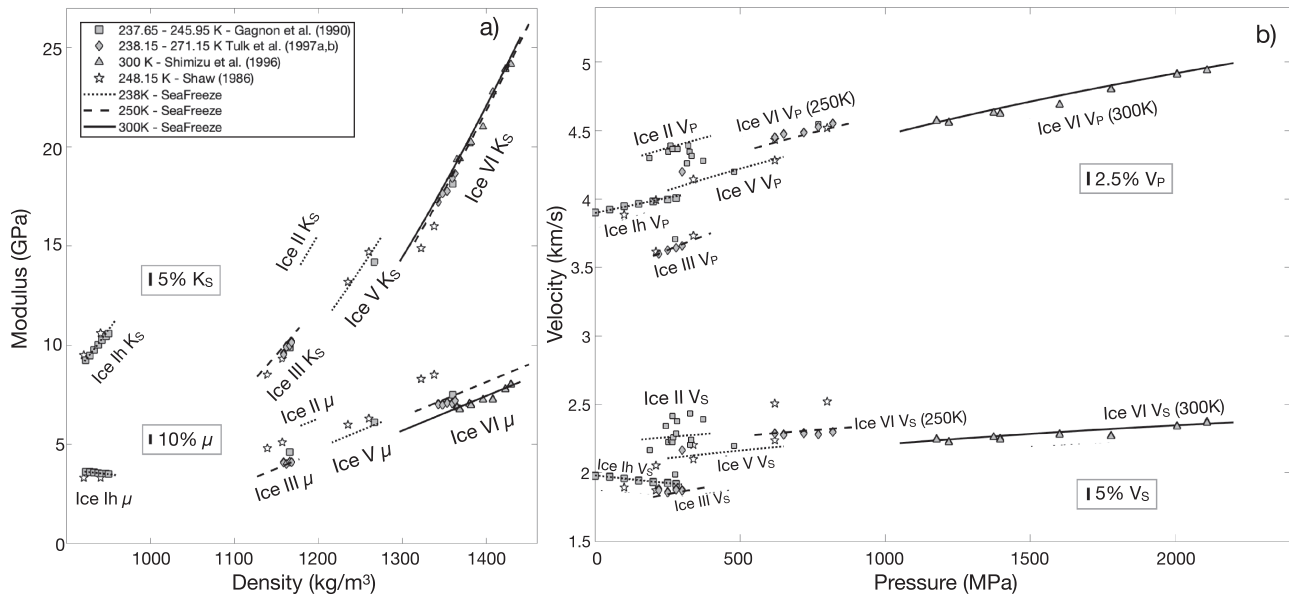 a)
237.65 - 245.95 K - Gagnon et al. (1990)
238.15 - 271.15 K Tulk et al. (1997a,b)
300 K - Shimizu et al. (1996)
248.15 K - Shaw (1986)
238K - SeaFreeze
250K - SeaFreeze
300K - SeaFreeze
Modulus (GPa)
25
20
15
10
5
0
Ice VI KS
Ice II KS
Ice V KS
5% KS
Ice Ih KS
Ice III KS
Ice II μ
10% μ
Ice VI μ
Ice V μ
Ice III μ
Ice Ih μ
1000
1100
1200
1300
1400
Density (kg/m³)
b)
Velocity (km/s)
5
4.5
4
3.5
3
2.5
2
1.5
Ice II VP
Ice VI VP (250K)
Ice VI VP (300K)
2.5% VP
Ice V VP
Ice Ih VP
Ice III VP
Ice II VS
Ice VI VS (250K)
Ice VI VS (300K)
Ice V VS
Ice Ih VS
Ice III VS
5% VS
0
500
1000
1500
2000
Pressure (MPa)